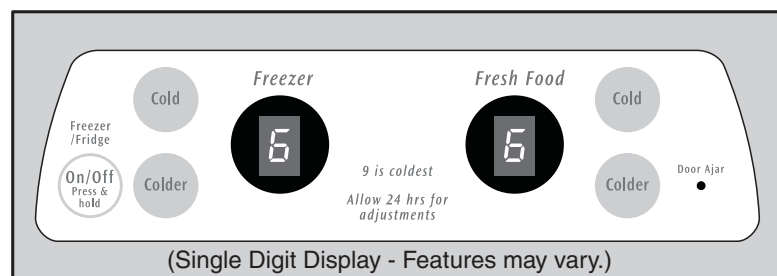 Freezer
Fresh Food
Cold
Cold
Freezer
/Fridge
6
6
On/Off
Press &
hold
Colder
9 is coldest
Allow 24 hrs for
adjustments
Colder
Door Ajar
(Single Digit Display - Features may vary.)